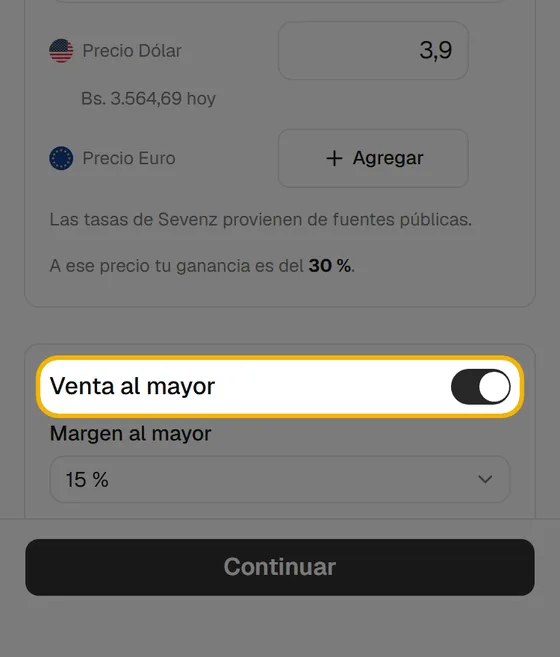 Precio Dólar
3,9
Bs. 3.564,69 hoy
Precio Euro
+ Agregar
Las tasas de Sevenz provienen de fuentes públicas.
A ese precio tu ganancia es del 30 %.
Venta al mayor
Margen al mayor
15 %
Continuar